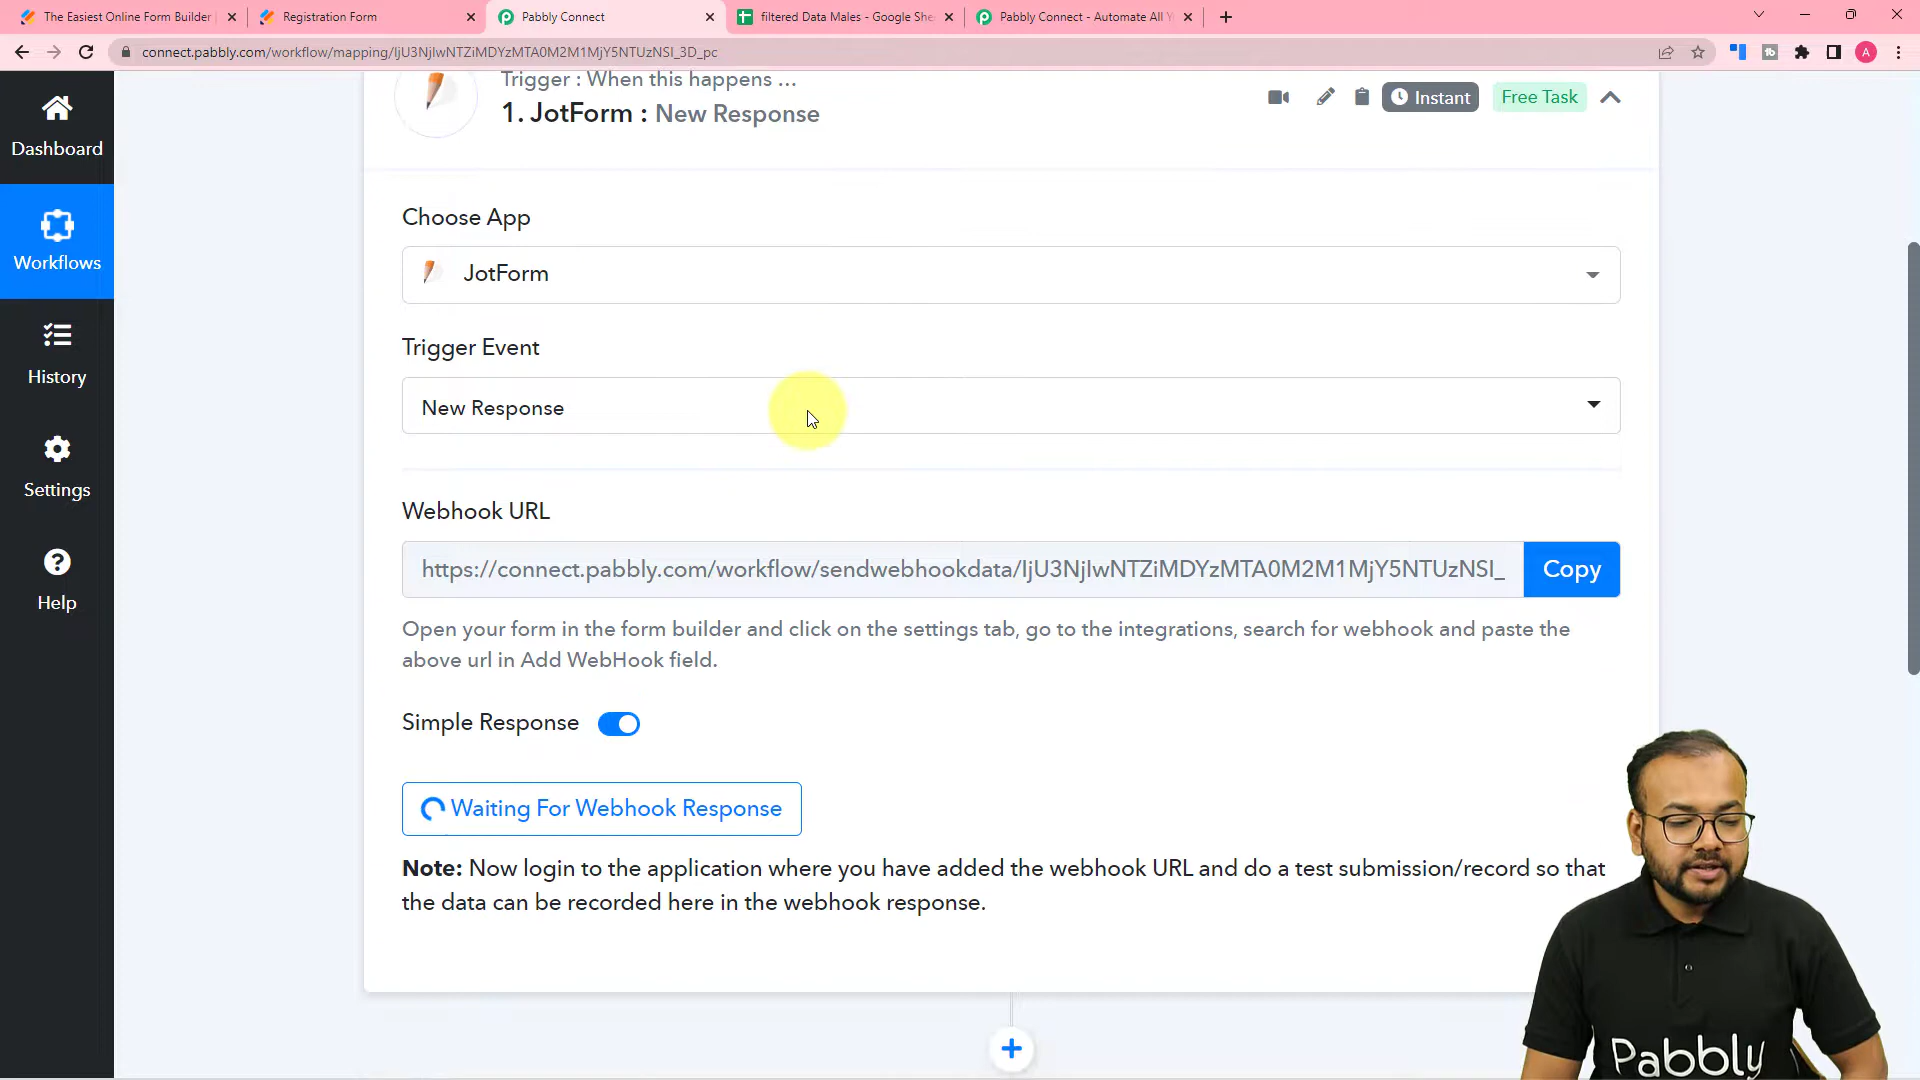 The Easiest Online Form Builder
Registration Form
Pabbly Connect
filtered Data Males - Google She
Pabbly Connect - Automate All Y
connect.pabbly.com/workflow/mapping/IjU3NjIwNTZiMDYzMTA0M2M1MjY5NTUzNSI_3D_pc
A
Trigger : When this happens ...
1. JotForm : New Response
Instant
Free Task
Dashboard
Workflows
History
Settings
Help
Choose App
JotForm
Trigger Event
New Response
Webhook URL
https://connect.pabbly.com/workflow/sendwebhookdata/IjU3NjIwNTZiMDYzMTA0M2M1MjY5NTUzNSI_
Copy
Open your form in the form builder and click on the settings tab, go to the integrations, search for webhook and paste the
above url in Add WebHook field.
Simple Response
Waiting For Webhook Response
Note: Now login to the application where you have added the webhook URL and do a test submission/record so that
the data can be recorded here in the webhook response.
Pabbly